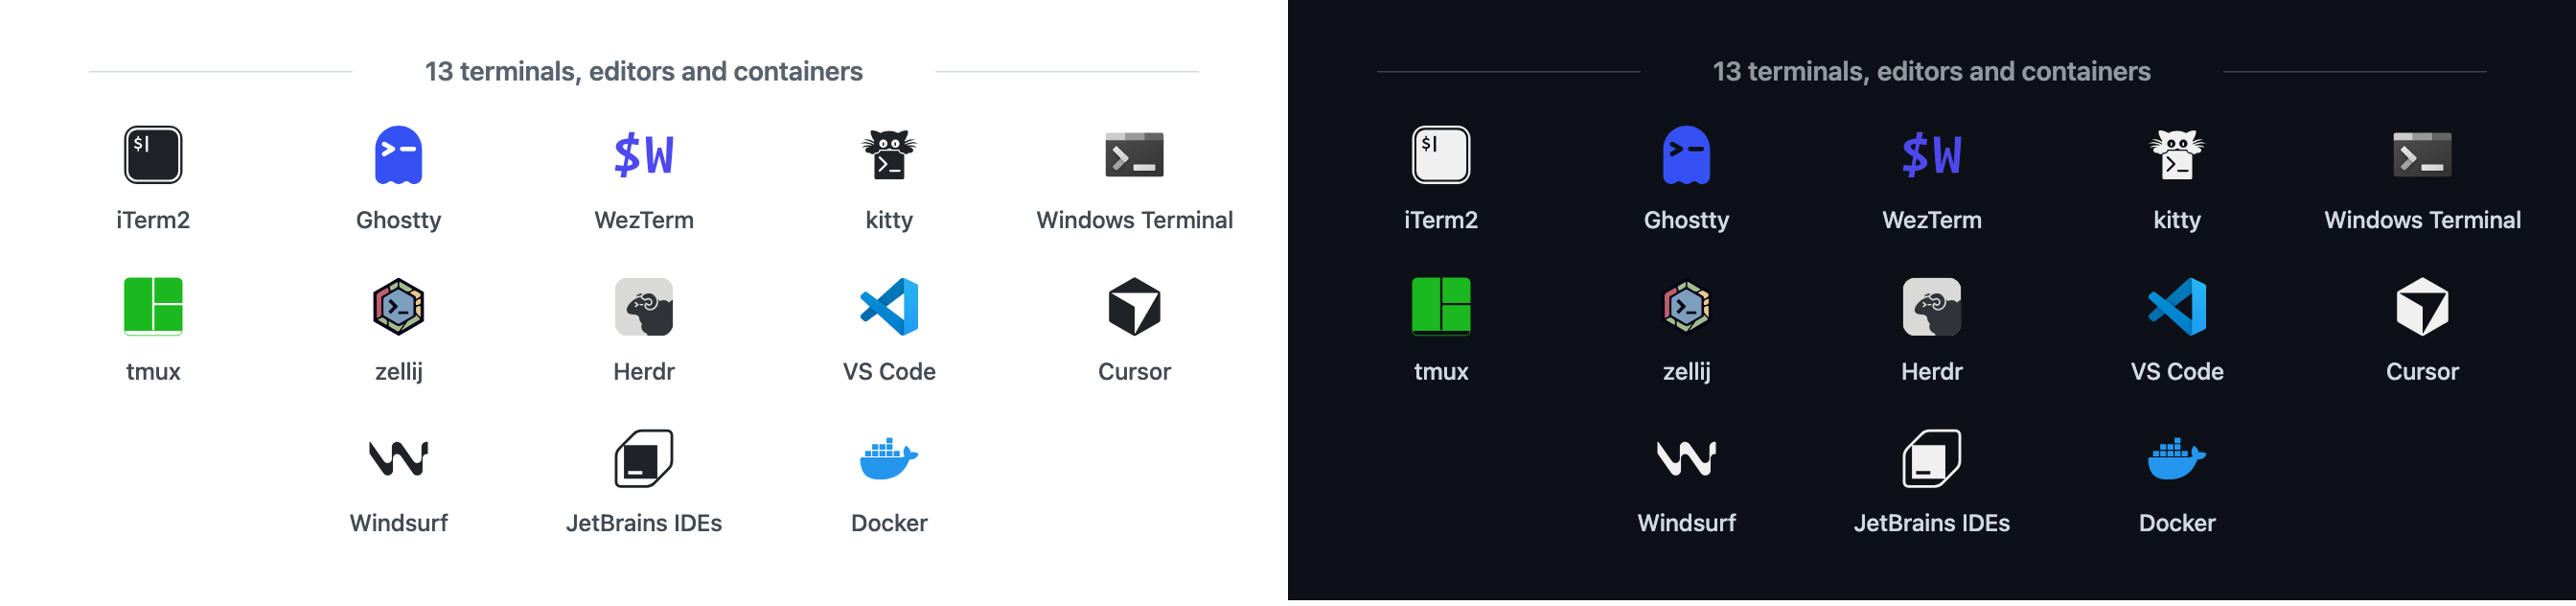 13 terminals, editors and containers
$|
$W
iTerm2
Ghostty
WezTerm
kitty
Windows Terminal
tmux
zellij
Herdr
VS Code
Cursor
Windsurf
JetBrains IDEs
Docker
13 terminals, editors and containers
$|
$W
iTerm2
Ghostty
WezTerm
kitty
Windows Terminal
tmux
zellij
Herdr
VS Code
Cursor
Windsurf
JetBrains IDEs
Docker